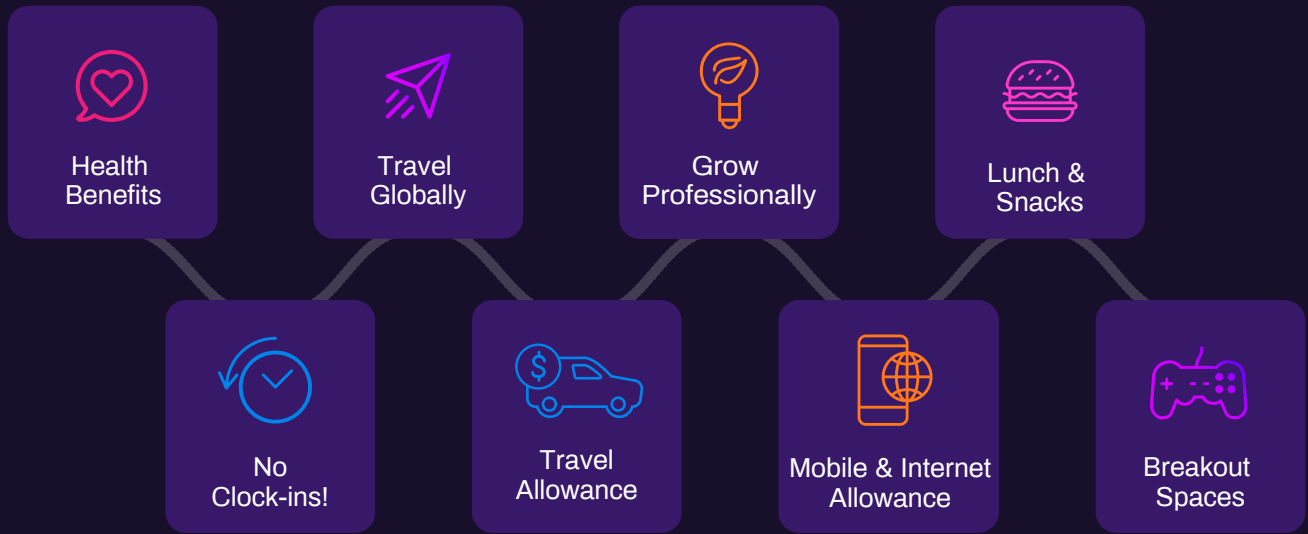 Health
Benefits
Travel
Globally
Grow
Professionally
Lunch &
Snacks
No
Clock-ins!
Travel
Allowance
Mobile & Internet
Allowance
Breakout
Spaces